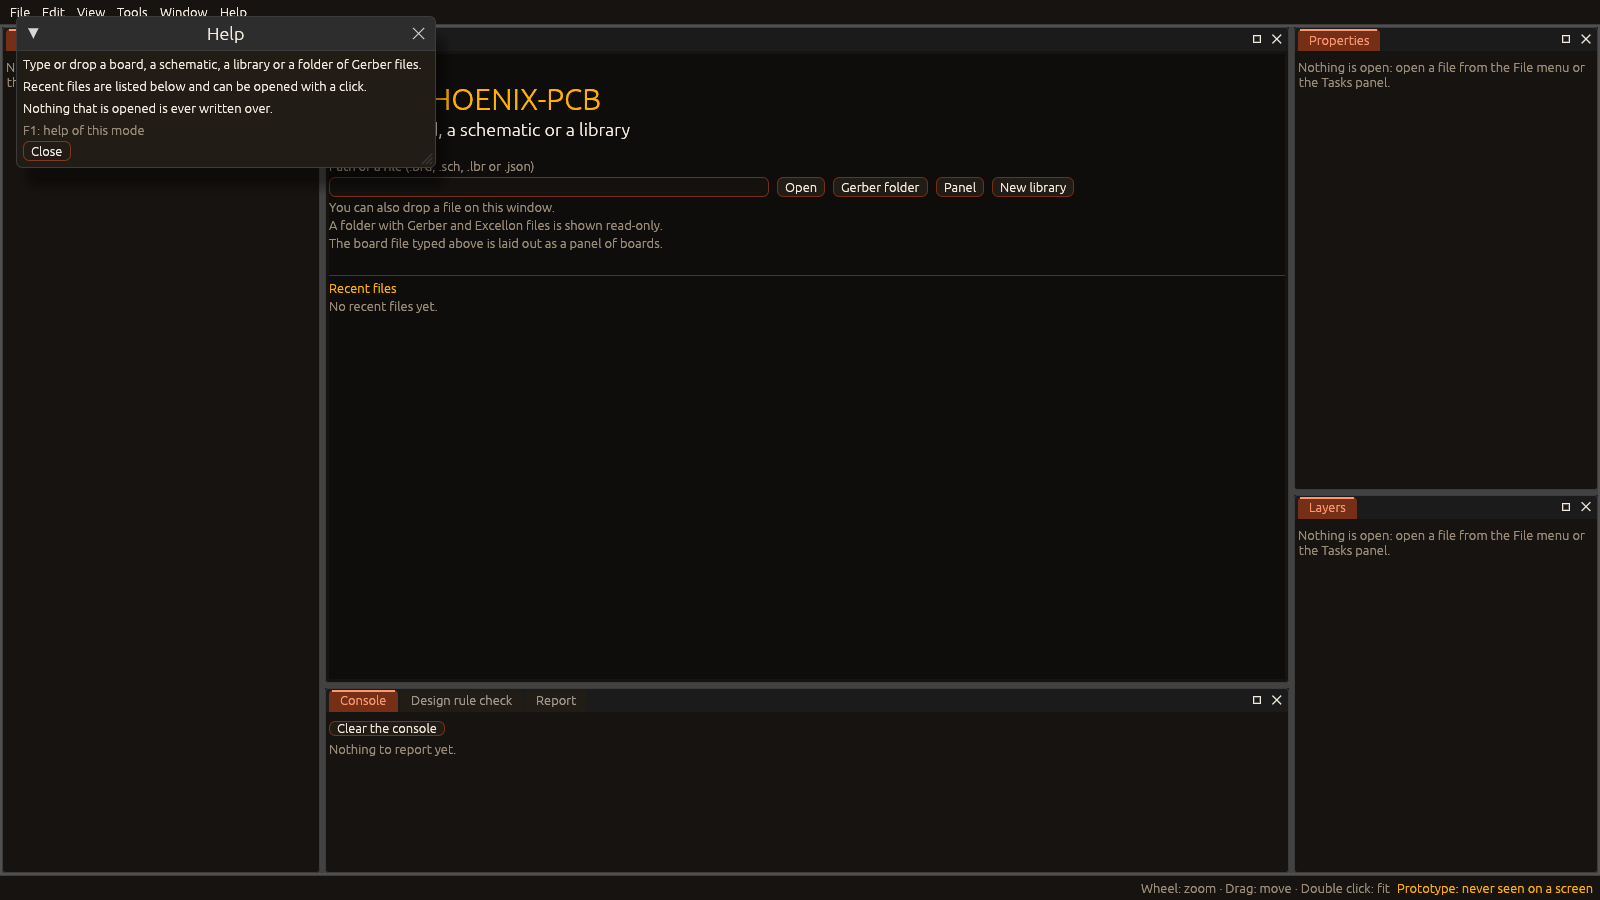 File Edit View Tools Window Help
Help
Type or drop a board, a schematic, a library or a folder of Gerber files.
Recent files are listed below and can be opened with a click.
Nothing that is opened is ever written over.
F1: help of this mode
Close
HOENIX-PCB
, a schematic or a library
Path of a file (.brd, .sch, .lbr or .json)
Open Gerber folder Panel New library
You can also drop a file on this window.
A folder with Gerber and Excellon files is shown read-only.
The board file typed above is laid out as a panel of boards.
Recent files
No recent files yet.
Console Design rule check Report
Clear the console
Nothing to report yet.
Properties
Nothing is open: open a file from the File menu or
the Tasks panel.
Layers
Nothing is open: open a file from the File menu or
the Tasks panel.
Wheel: zoom · Drag: move · Double click: fit Prototype: never seen on a screen